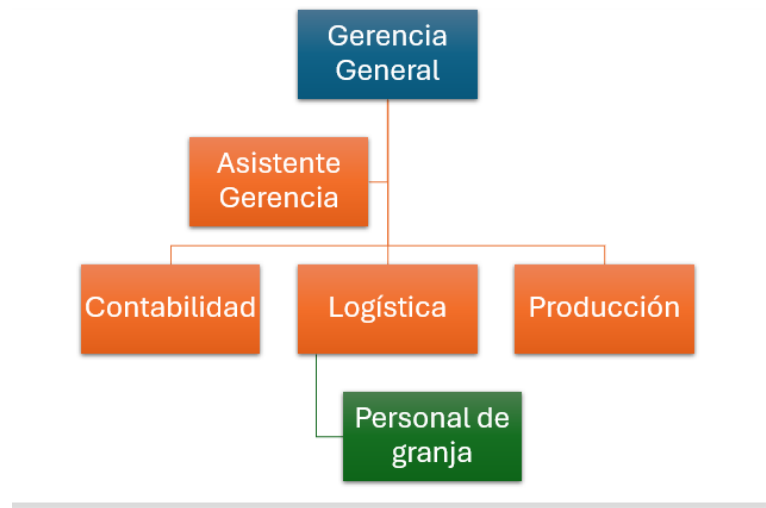 Gerencia
General
Asistente
Gerencia
Contabilidad
Logística
Producción
Personal de
granja